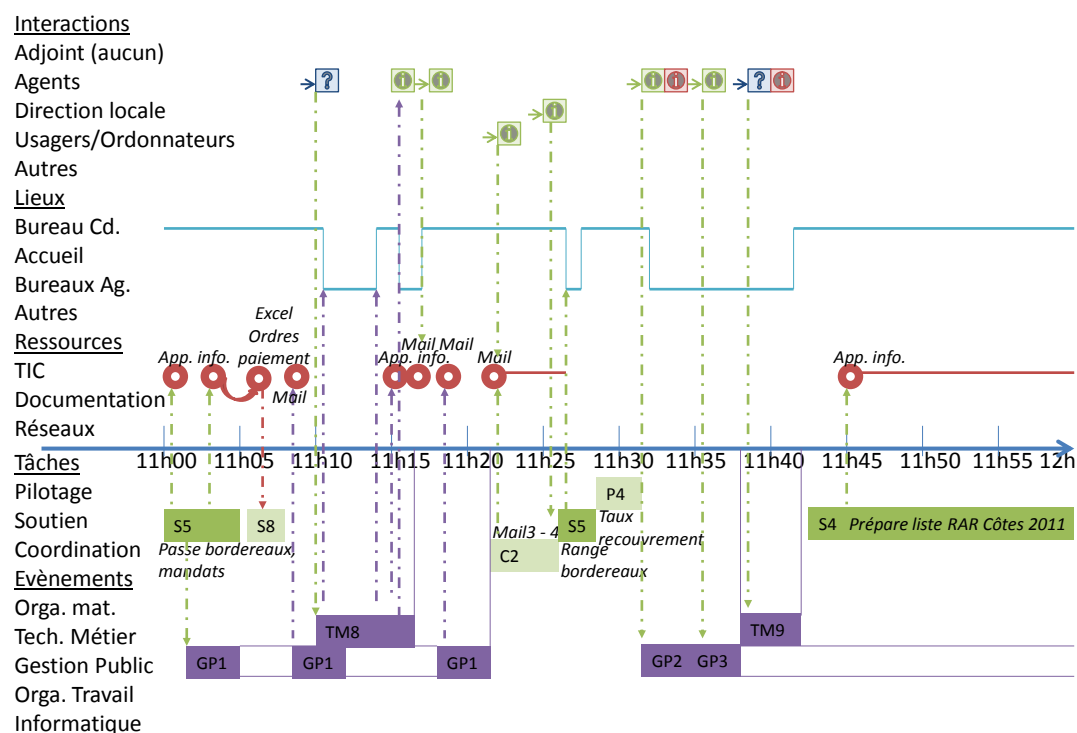 Interactions
Adjoint (aucun)
Agents
?
i
i
i
i
i
?
i
Direction locale
i
Usagers/Ordonnateurs
i
Autres
Lieux
Bureau Cd.
Accueil
Bureaux Ag.
Autres
Ressources
Excel
Ordres
paiement
App. info.
Mail
App. info.
Mail
Mail
Mail
App. info.
TIC
Documentation
Réseaux
11h00
11h05
11h10
11h15
11h20
11h25
11h30
11h35
11h40
11h45
11h50
11h55
12h
Tâches
Pilotage
P4
Soutien
S5
S8
S5
Taux
recouvrement
S4 Prépare liste RAR Côtes 2011
Coordination
Passe bordereaux,
mandats
Mail3 - 4
C2
Range
bordereaux
Evènements
Orga. mat.
Tech. Métier
TM8
TM9
Gestion Public
GP1
GP1
GP1
GP2
GP3
Orga. Travail
Informatique